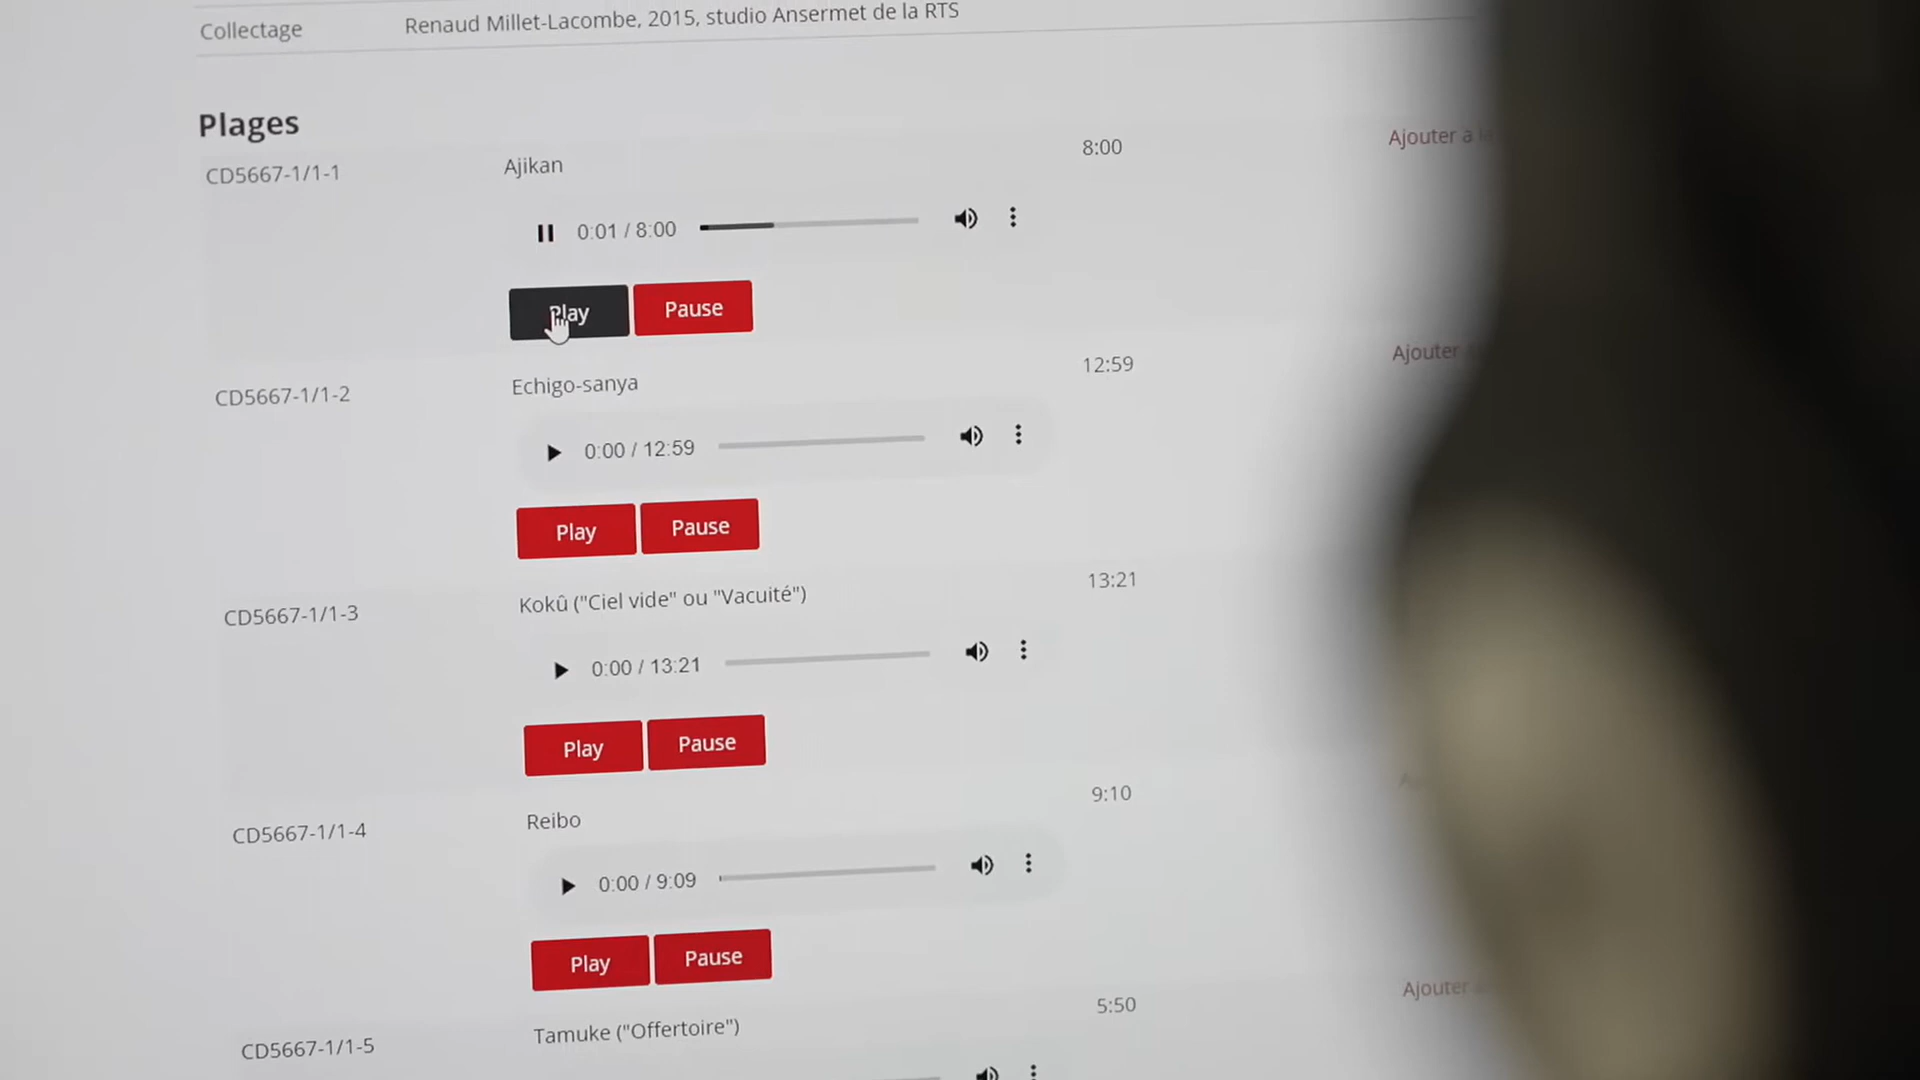 Collectage Renaud Millet-Lacombe, 2015, studio Ansermet de la RTS
Plages
CD5667-1/1-1 Ajikan 8:00 Ajouter à
0:01 / 8:00
Play Pause
CD5667-1/1-2 Echigo-sanya 12:59 Ajouter
0:00 / 12:59
Play Pause
CD5667-1/1-3 Kokû ("Ciel vide" ou "Vacuité") 13:21
0:00 / 13:21
Play Pause
CD5667-1/1-4 Reibo 9:10
0:00 / 9:09
Play Pause
CD5667-1/1-5 Tamuke ("Offertoire") 5:50 Ajouter